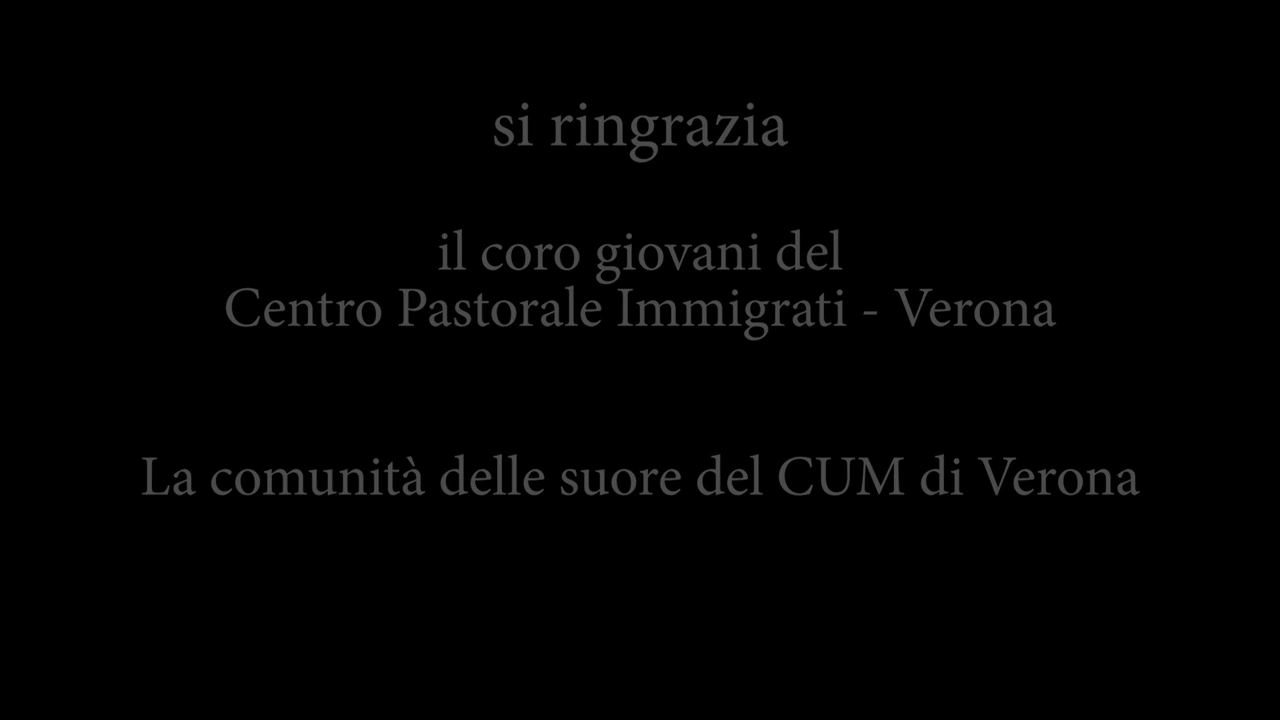 si ringrazia
il coro giovani del
Centro Pastorale Immigrati - Verona
La comunità delle suore del CUM di Verona